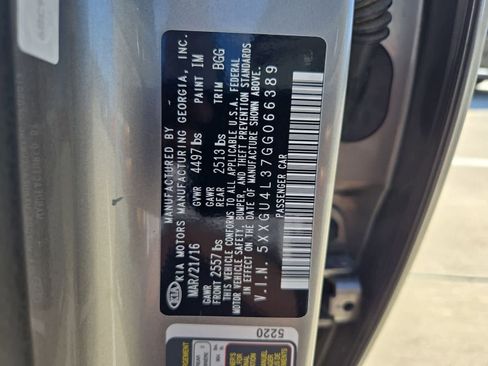 MANUFACTURED BY
KIA KIA MOTORS MANUFACTURING GEORGIA, INC.
MAR/21/16 GVWR 4497 lbs PAINT IM
GAWR FRONT 2557 lbs GAWR REAR 2513 lbs TRIM BGG
THIS VEHICLE CONFORMS TO ALL APPLICABLE U.S.A. FEDERAL
MOTOR VEHICLE SAFETY, BUMPER, AND THEFT PREVENTION STANDARDS
IN EFFECT ON THE DATE OF MANUFACTURE SHOWN ABOVE.
V.I.N. 5XXGU4L37GG066389
PASSENGER CAR
5220